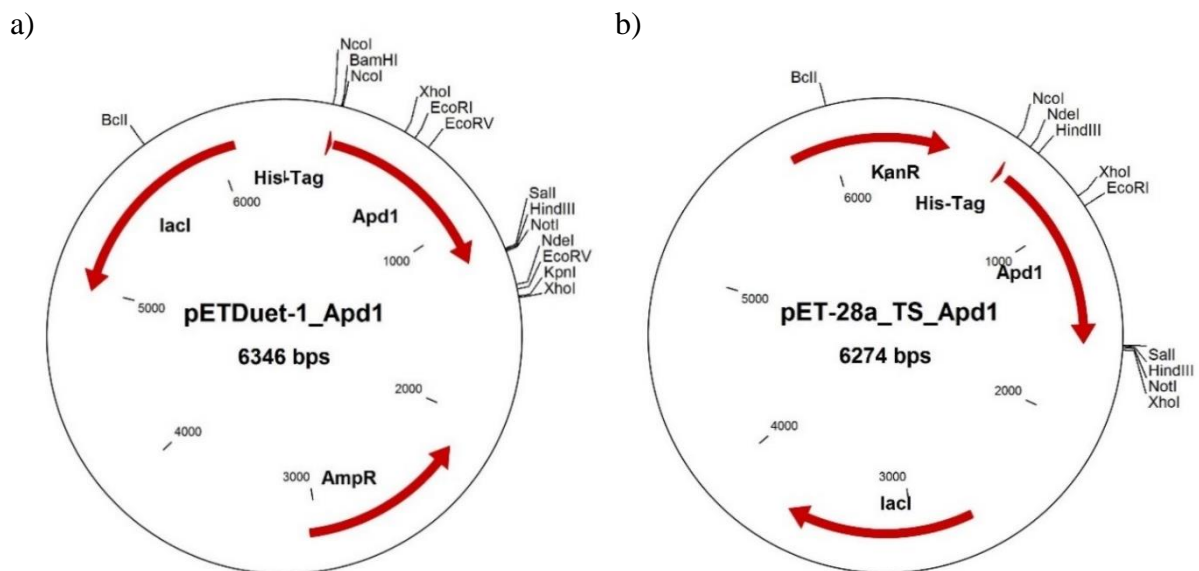 a)
NcoI
BamHI
NcoI
XhoI
EcoRI
EcoRV
BclI
His-Tag
6000
lacI
Apd1
SalI
HindIII
NotI
NdeI
EcoRV
KpnI
XhoI
1000
5000
pETDuet-1_Apd1
6346 bps
2000
4000
3000
AmpR
b)
BclI
NcoI
NdeI
HindIII
XhoI
EcoRI
KanR
6000
His-Tag
1000
Apd1
5000
pET-28a_TS_Apd1
6274 bps
SalI
HindIII
NotI
XhoI
2000
4000
3000
lacI